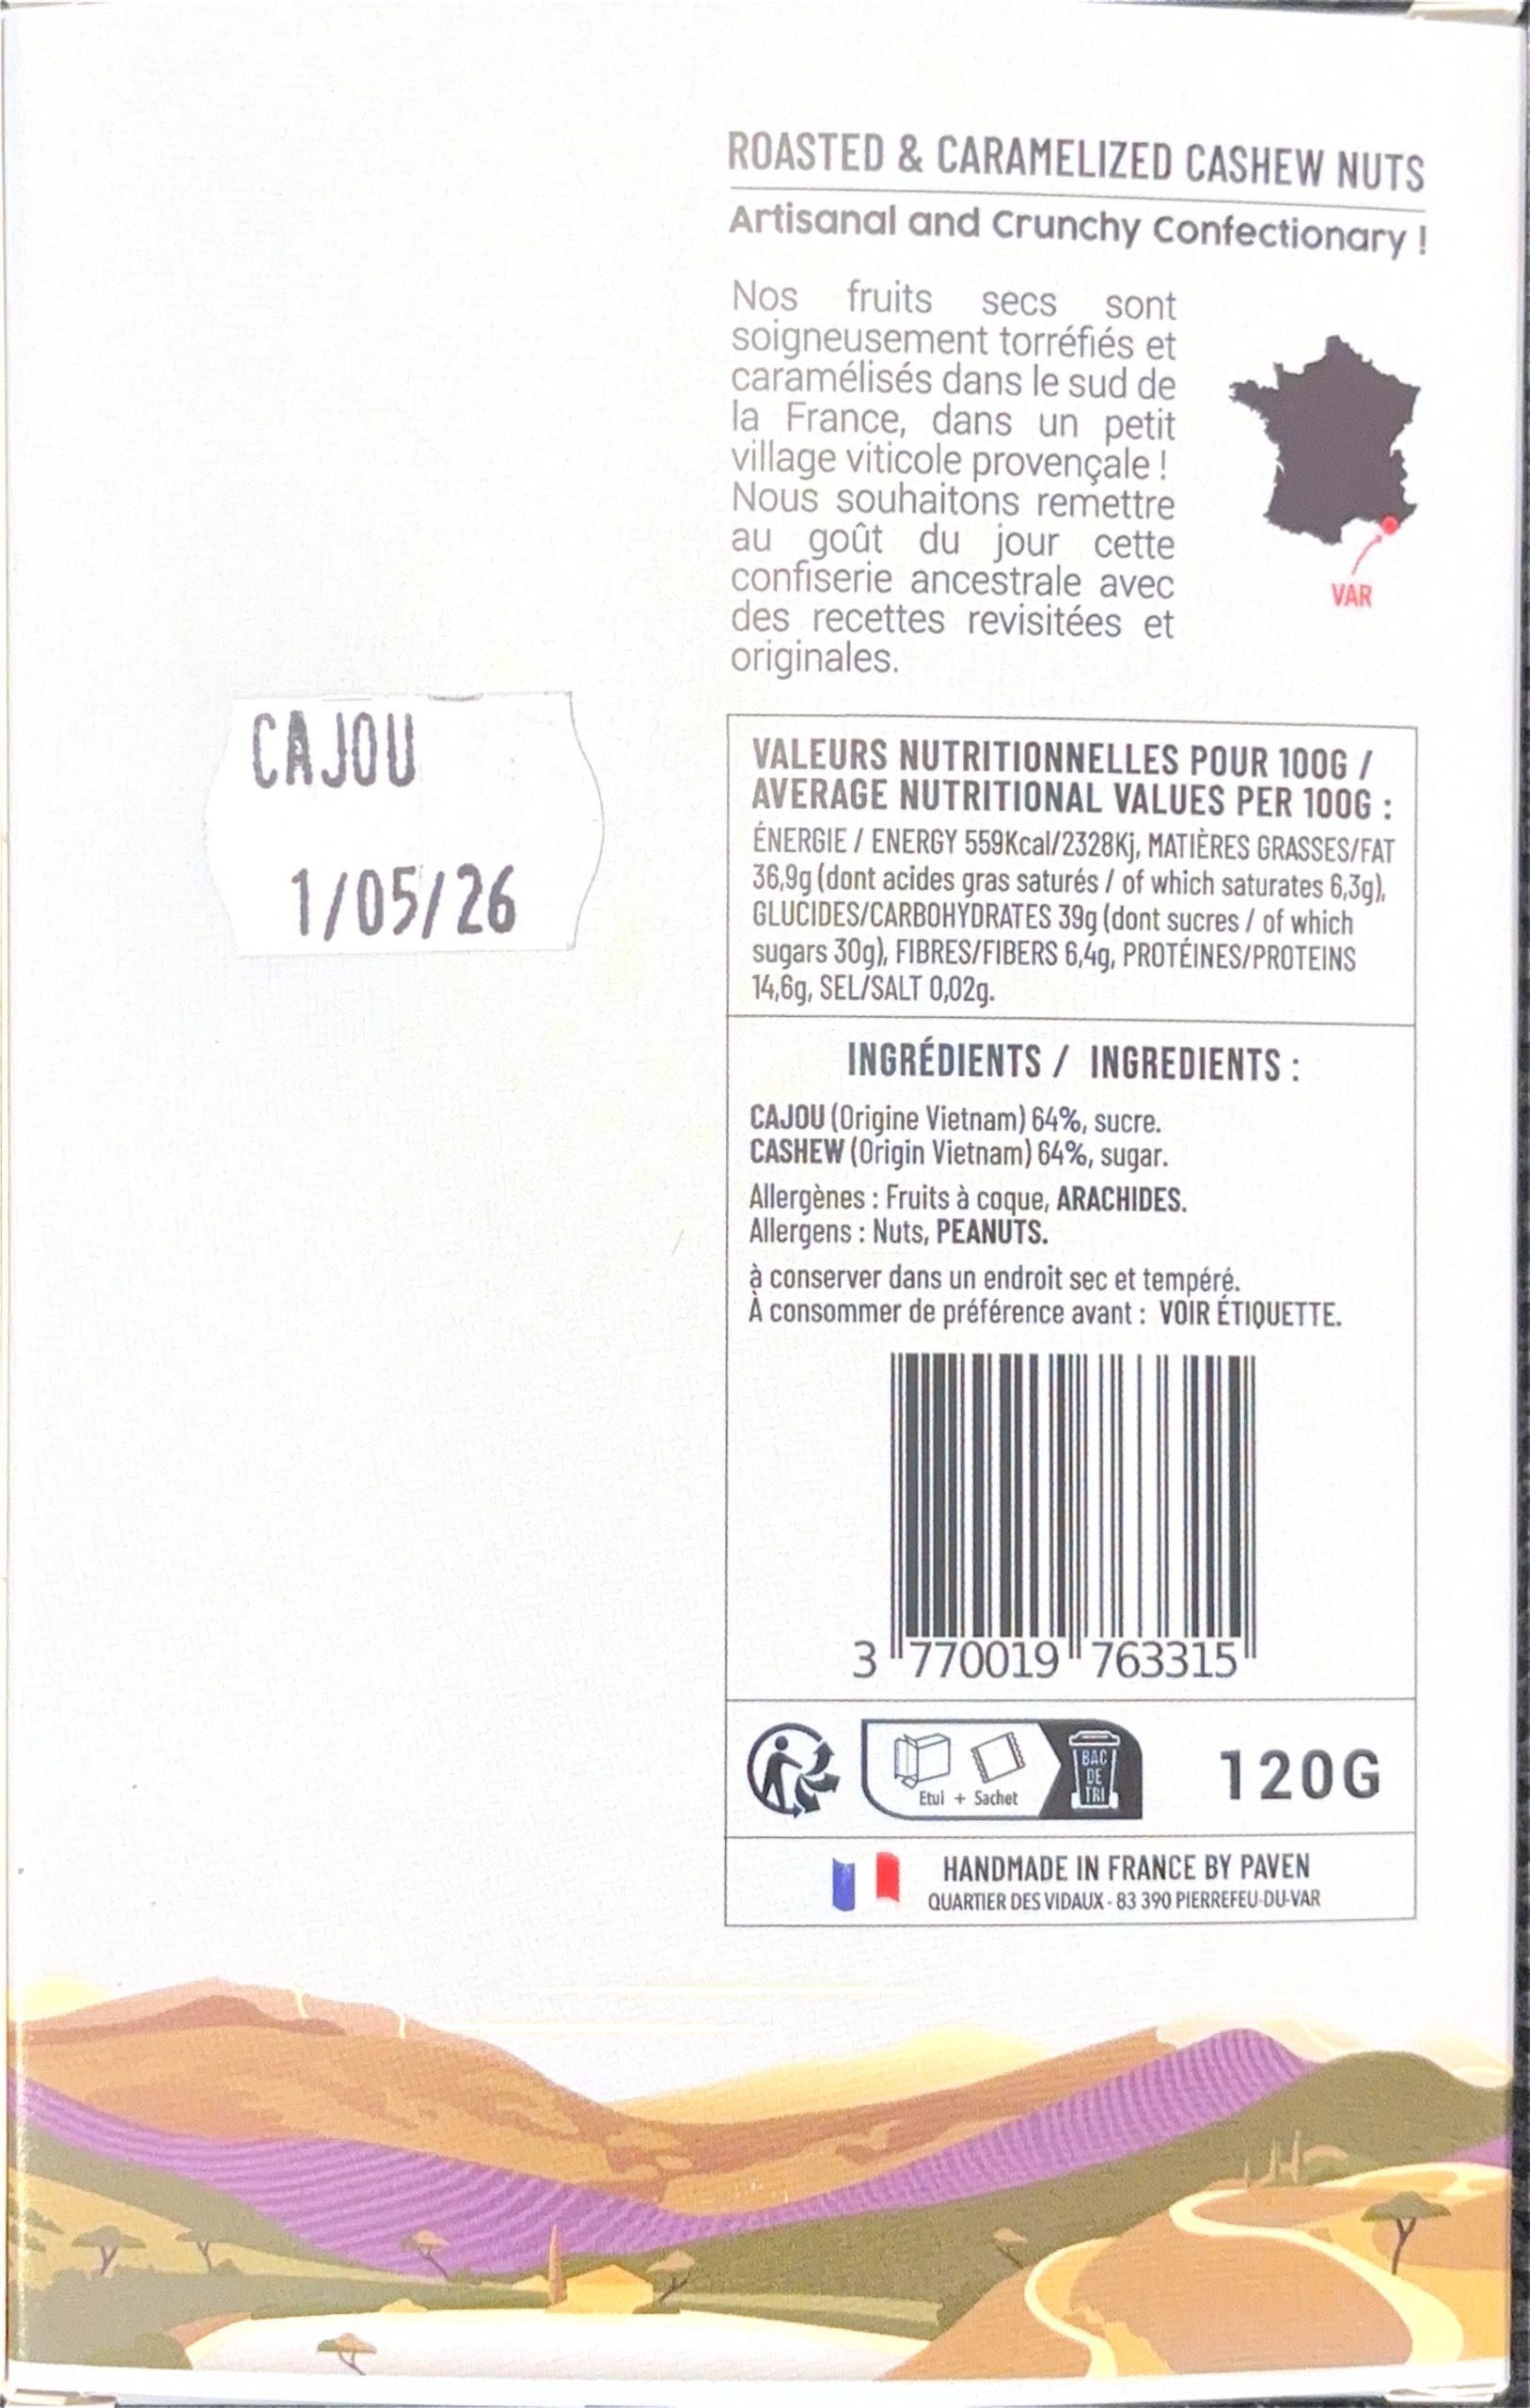 ROASTED & CARAMELIZED CASHEW NUTS
Artisanal and Crunchy Confectionary !
Nos fruits secs sont
soigneusement torréfiés et
caramélisés dans le sud de
la France, dans un petit
village viticole provençale !
Nous souhaitons remettre
au goût du jour cette
confiserie ancestrale avec
des recettes revisitées et
originales.
VAR
CAJOU
1/05/26
VALEURS NUTRITIONNELLES POUR 100G /
AVERAGE NUTRITIONAL VALUES PER 100G :
ÉNERGIE / ENERGY 559Kcal/2328Kj, MATIÈRES GRASSES/FAT
36,9g (dont acides gras saturés / of which saturates 6,3g),
GLUCIDES/CARBOHYDRATES 39g (dont sucres / of which
sugars 30g), FIBRES/FIBERS 6,4g, PROTÉINES/PROTEINS
14,6g, SEL/SALT 0,02g.
INGRÉDIENTS / INGREDIENTS :
CAJOU (Origine Vietnam) 64%, sucre.
CASHEW (Origin Vietnam) 64%, sugar.
Allergènes : Fruits à coque, ARACHIDES.
Allergens : Nuts, PEANUTS.
à conserver dans un endroit sec et tempéré.
À consommer de préférence avant : VOIR ÉTIQUETTE.
3 770019 763315
Etui + Sachet
BAC
DE
TRI
120G
HANDMADE IN FRANCE BY PAVEN
QUARTIER DES VIDAUX - 83 390 PIERREFEU-DU-VAR